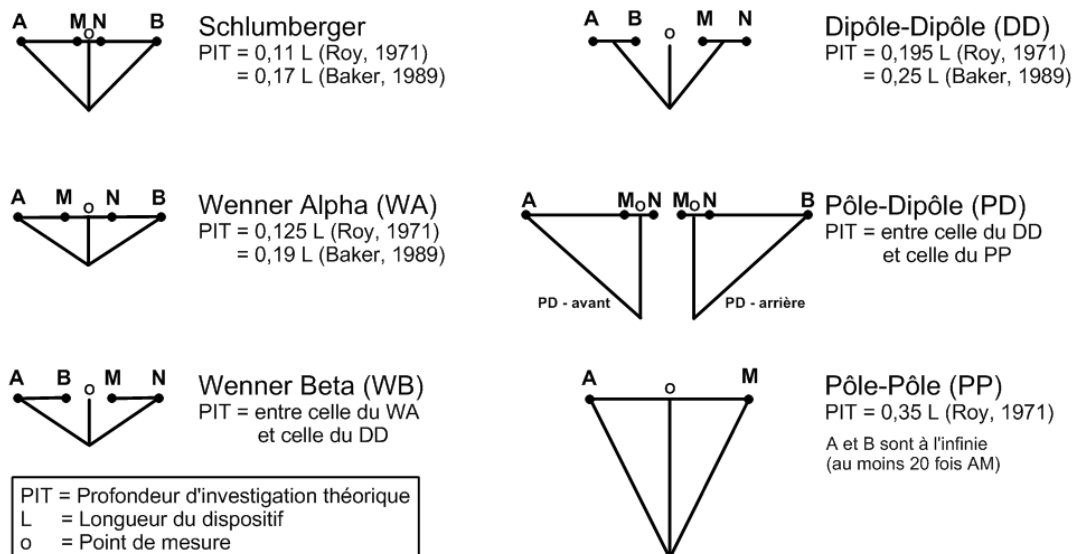 A M N B
o
Schlumberger
PIT = 0,11 L (Roy, 1971)
= 0,17 L (Baker, 1989)
A B M N
o
Dipôle-Dipôle (DD)
PIT = 0,195 L (Roy, 1971)
= 0,25 L (Baker, 1989)
A M N B
o
Wenner Alpha (WA)
PIT = 0,125 L (Roy, 1971)
= 0,19 L (Baker, 1989)
A M o N M o N B
PD - avant
PD - arrière
Pôle-Dipôle (PD)
PIT = entre celle du DD
et celle du PP
A B M N
o
Wenner Beta (WB)
PIT = entre celle du WA
et celle du DD
A M
o
Pôle-Pôle (PP)
PIT = 0,35 L (Roy, 1971)
A et B sont à l'infinie
(au moins 20 fois AM)
PIT = Profondeur d'investigation théorique
L = Longueur du dispositif
o = Point de mesure